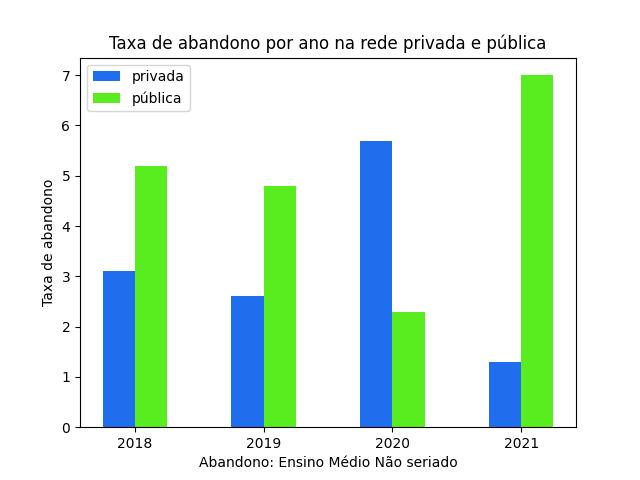 Taxa de abandono por ano na rede privada e pública
privada
pública
7
6
5
4
3
2
1
0
Taxa de abandono
2018 2019 2020 2021
Abandono: Ensino Médio Não seriado